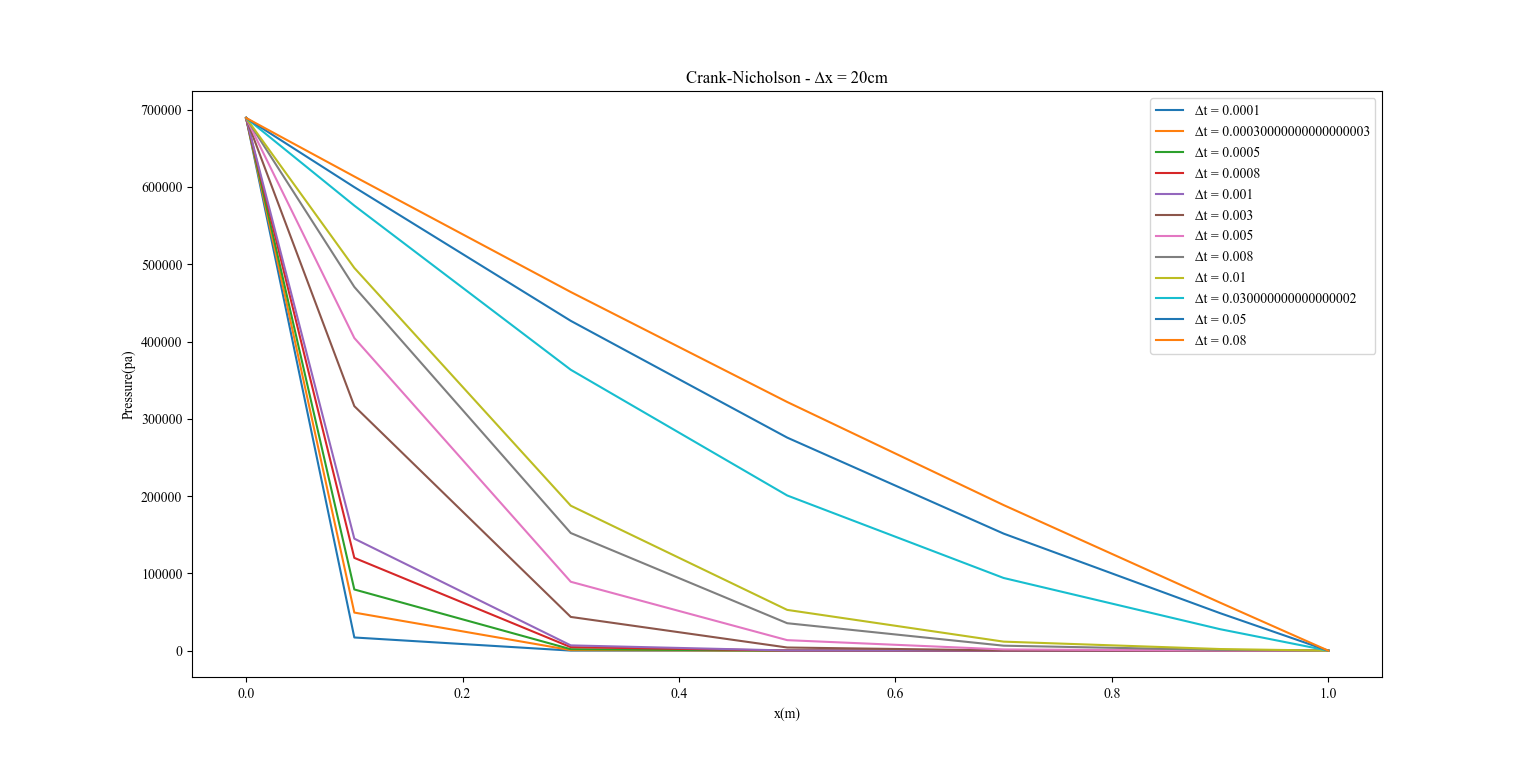 Crank-Nicholson - Δx = 20cm
700000
600000
500000
400000
300000
200000
100000
0
Pressure(pa)
0.0 0.2 0.4 0.6 0.8 1.0
x(m)
Δt = 0.0001
Δt = 0.00030000000000000003
Δt = 0.0005
Δt = 0.0008
Δt = 0.001
Δt = 0.003
Δt = 0.005
Δt = 0.008
Δt = 0.01
Δt = 0.030000000000000002
Δt = 0.05
Δt = 0.08